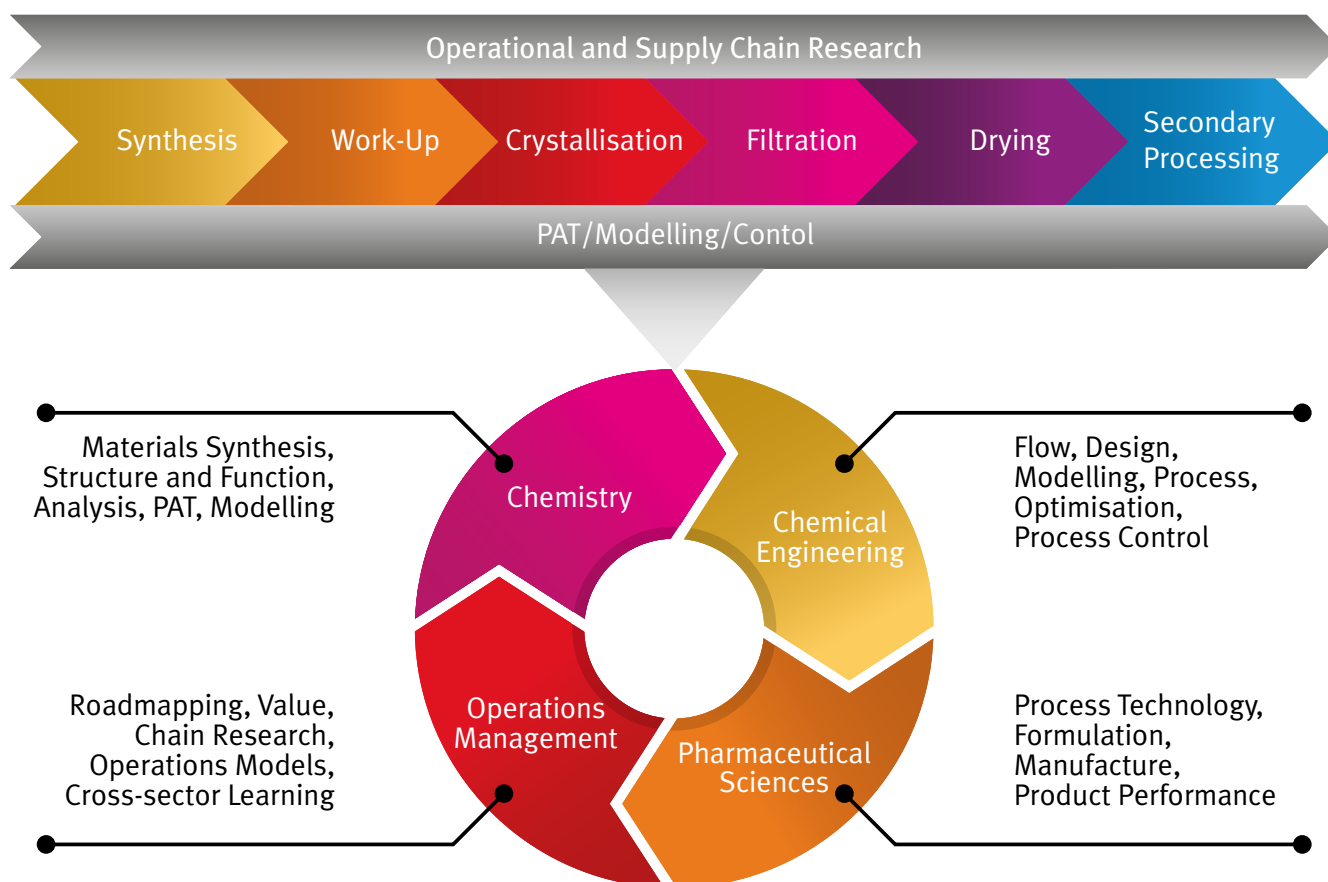 Operational and Supply Chain Research
Synthesis
Work-Up
Crystallisation
Filtration
Drying
Secondary
Processing
PAT/Modelling/Contol
Materials Synthesis,
Structure and Function,
Analysis, PAT, Modelling
Chemistry
Chemical
Engineering
Flow, Design,
Modelling, Process,
Optimisation,
Process Control
Roadmapping, Value,
Chain Research,
Operations Models,
Cross-sector Learning
Operations
Management
Pharmaceutical
Sciences
Process Technology,
Formulation,
Manufacture,
Product Performance